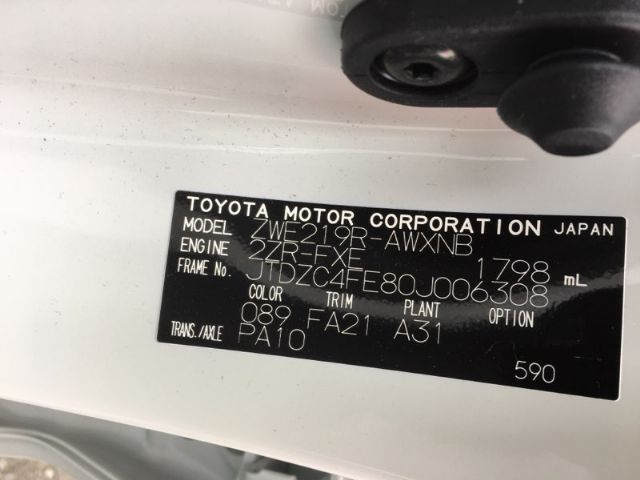 TOYOTA MOTOR CORPORATION JAPAN
MODEL ZWE219R-AWXNB
ENGINE 2ZR-FXE 1798 mL
FRAME No. JTDZC4FE80J006308
COLOR TRIM PLANT OPTION
089 FA21 A31
TRANS./AXLE PA10
590